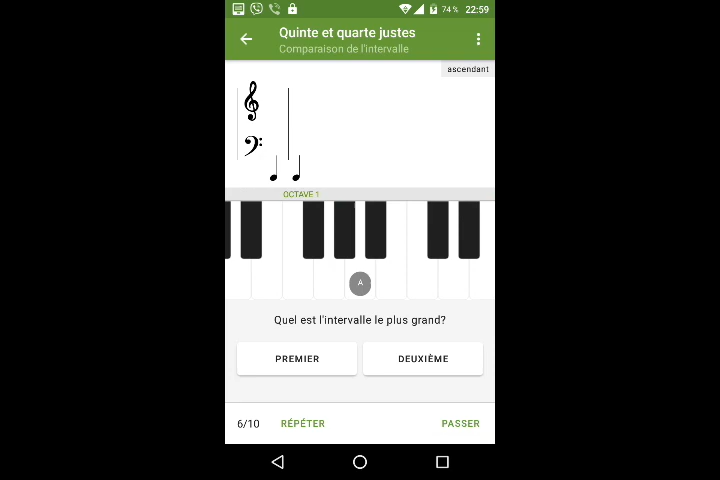 74 % 22:59
Quinte et quarte justes
Comparaison de l'intervalle
ascendant
OCTAVE 1
A
Quel est l'intervalle le plus grand?
PREMIER DEUXIÈME
6/10 RÉPÉTER PASSER